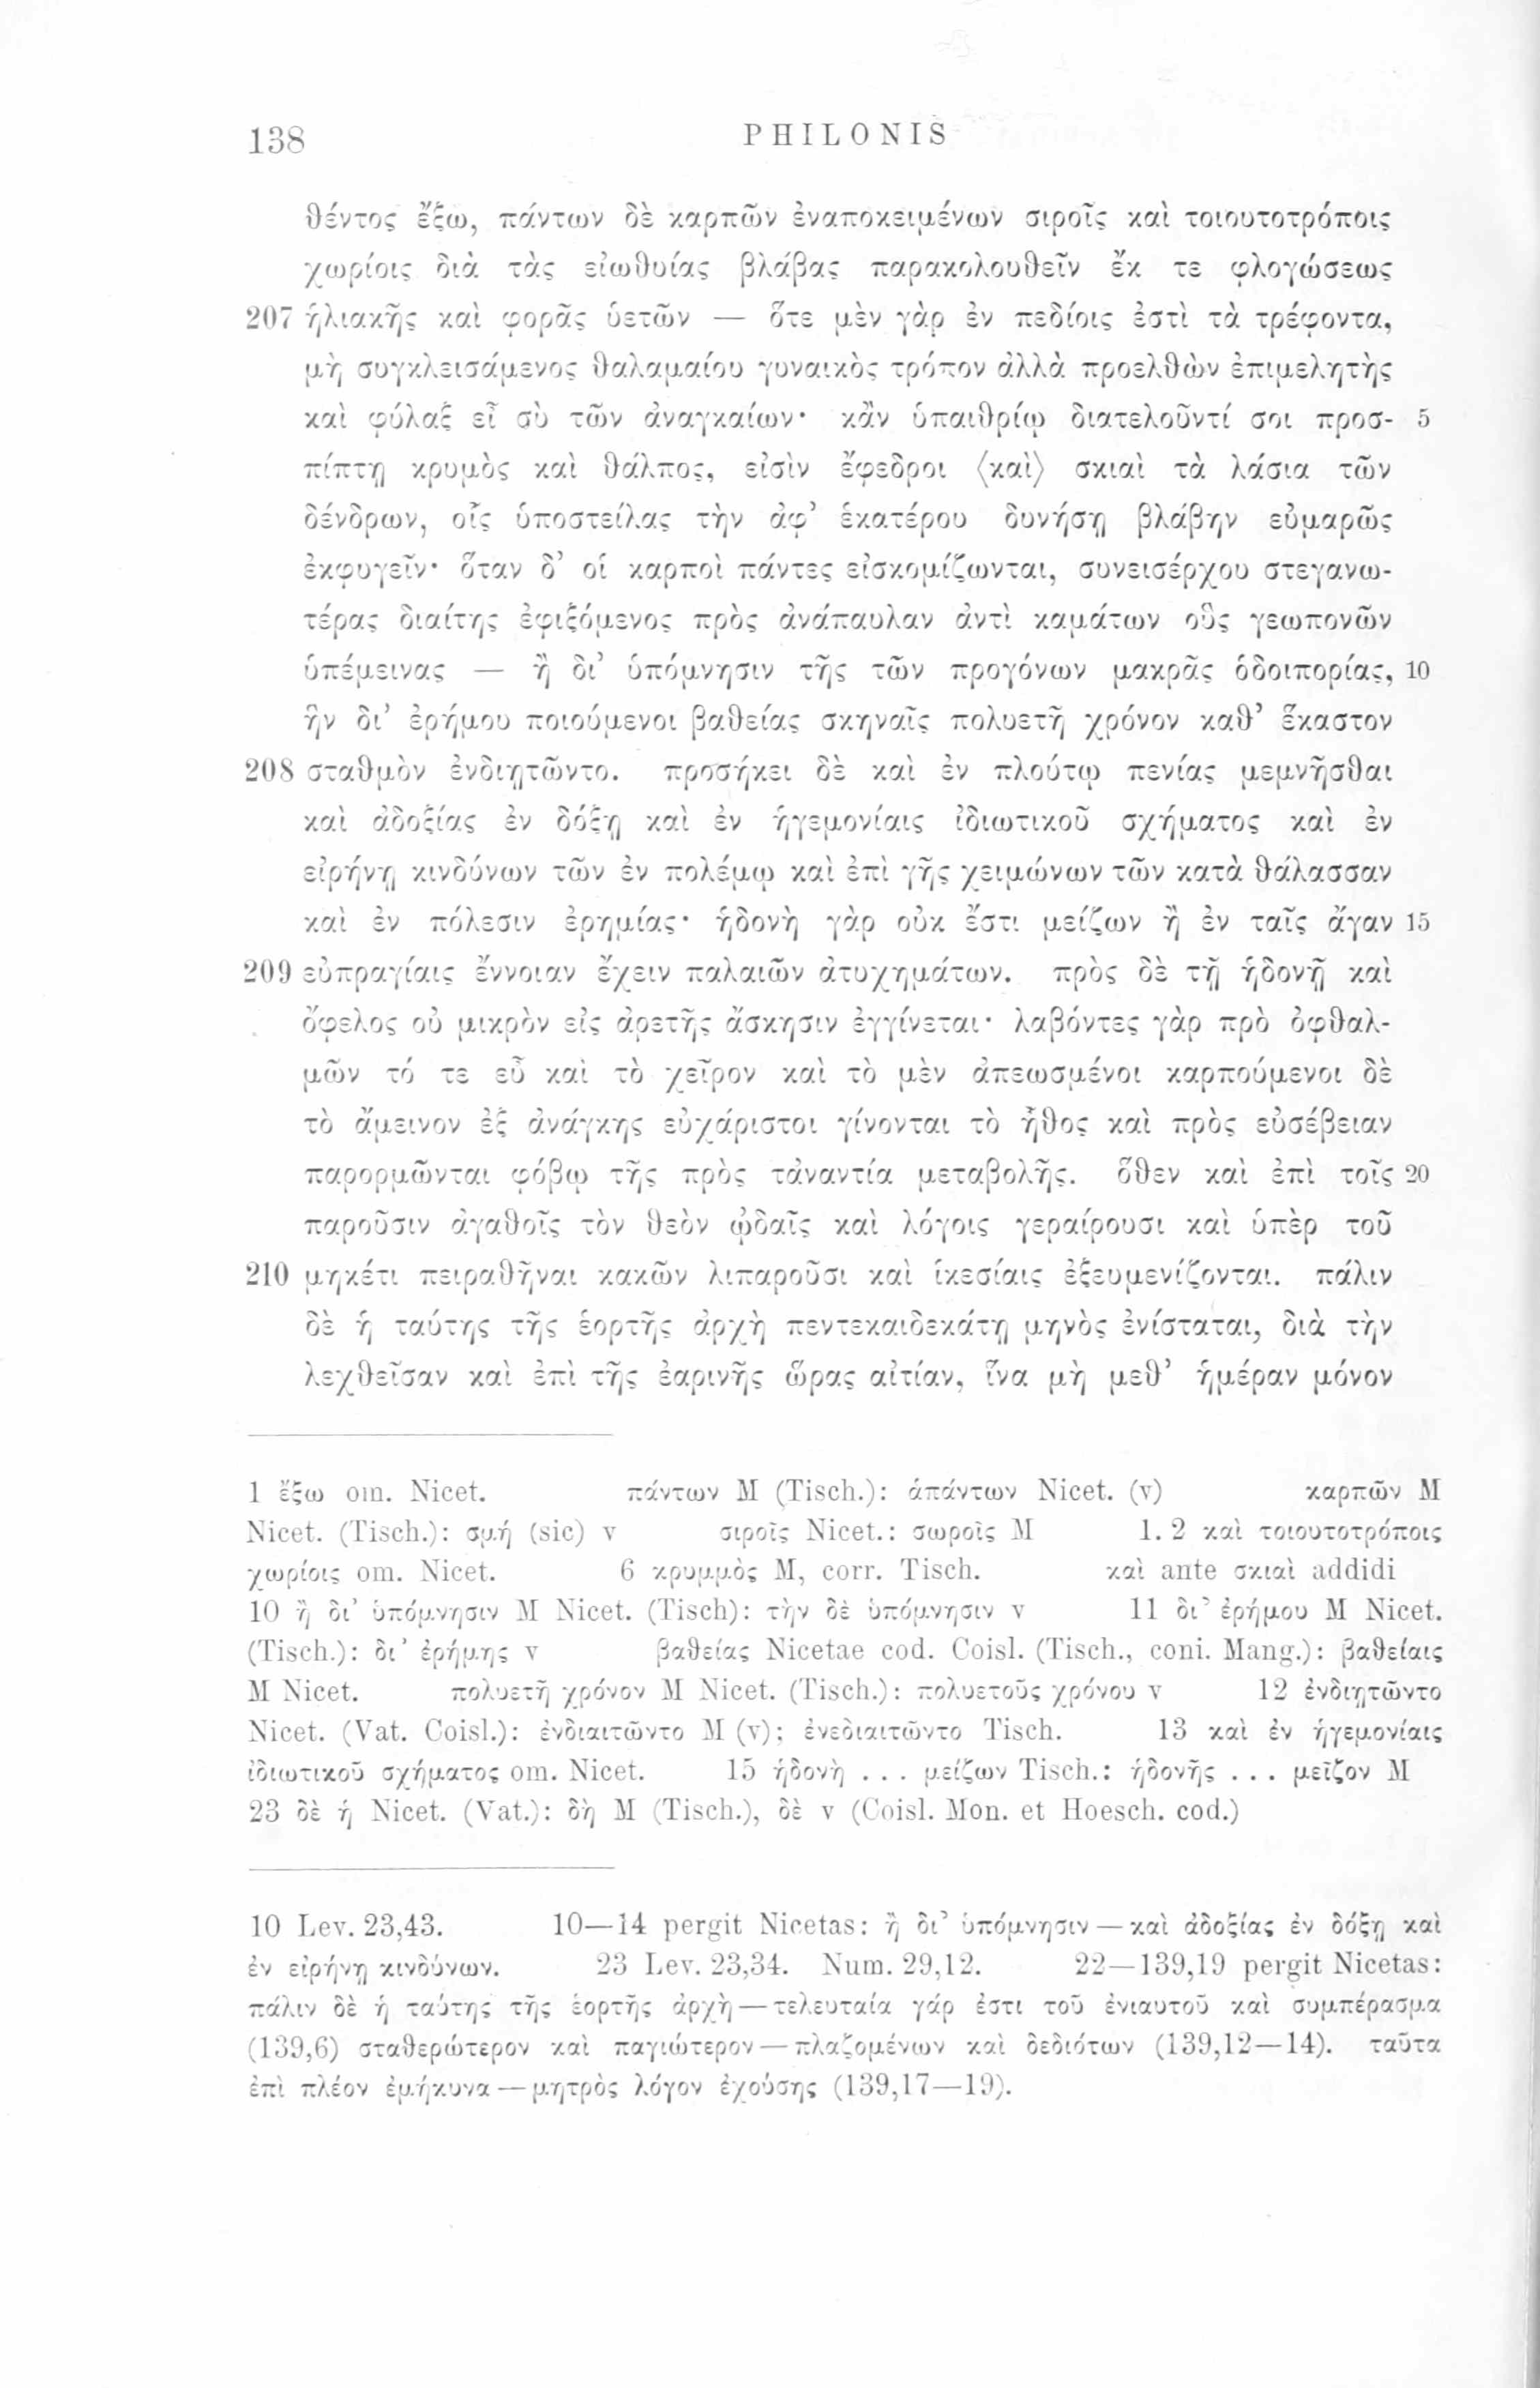 138 PHILONIS
θέντος ἔξω, πάντων δὲ καρπῶν ἐναποκειμένων σιροῖς καὶ τοιουτοτρόποις
χωρίοις διὰ τὰς εἰωθυίας βλάβας παρακολουθεῖν ἔκ τε φλογώσεως
207 ἡλιακῆς καὶ φορᾶς ὑετῶν — ὅτε μὲν γὰρ ἐν πεδίοις ἐστὶ τὰ τρέφοντα,
μὴ συγκλεισάμενος θαλαμαίου γυναικὸς τρόπον ἀλλὰ προελθὼν ἐπιμελητὴς
καὶ φύλαξ εἶ σὺ τῶν ἀναγκαίων· κἂν ὑπαιθρίῳ διατελοῦντί σοι προσ- 5
πίπτῃ κρυμὸς καὶ θάλπος, εἰσὶν ἔφεδροι ⟨καὶ⟩ σκιαὶ τὰ λάσια τῶν
δένδρων, οἷς ὑποστείλας τὴν ἀφ’ ἑκατέρου δυνήσῃ βλάβην εὐμαρῶς
ἐκφυγεῖν· ὅταν δ’ οἱ καρποὶ πάντες εἰσκομίζωνται, συνεισέρχου στεγανω-
τέρας διαίτης ἐφιξόμενος πρὸς ἀνάπαυλαν ἀντὶ καμάτων οὓς γεωπονῶν
ὑπέμεινας — ἢ δι’ ὑπόμνησιν τῆς τῶν προγόνων μακρᾶς ὁδοιπορίας, 10
ἣν δι’ ἐρήμου ποιούμενοι βαθείας σκηναῖς πολυετῆ χρόνον καθ’ ἕκαστον
208 σταθμὸν ἐνδιῃτῶντο. προσήκει δὲ καὶ ἐν πλούτῳ πενίας μεμνῆσθαι
καὶ ἀδοξίας ἐν δόξῃ καὶ ἐν ἡγεμονίαις ἰδιωτικοῦ σχήματος καὶ ἐν
εἰρήνῃ κινδύνων τῶν ἐν πολέμῳ καὶ ἐπὶ γῆς χειμώνων τῶν κατὰ θάλασσαν
καὶ ἐν πόλεσιν ἐρημίας· ἡδονὴ γὰρ οὐκ ἔστι μείζων ἢ ἐν ταῖς ἄγαν 15
209 εὐπραγίαις ἔννοιαν ἔχειν παλαιῶν ἀτυχημάτων. πρὸς δὲ τῇ ἡδονῇ καὶ
ὄφελος οὐ μικρὸν εἰς ἀρετῆς ἄσκησιν ἐγγίνεται· λαβόντες γὰρ πρὸ ὀφθαλ-
μῶν τό τε εὖ καὶ τὸ χεῖρον καὶ τὸ μὲν ἀπεωσμένοι καρπούμενοι δὲ
τὸ ἄμεινον ἐξ ἀνάγκης εὐχάριστοι γίνονται τὸ ἦθος καὶ πρὸς εὐσέβειαν
παρορμῶνται φόβῳ τῆς πρὸς τἀναντία μεταβολῆς. ὅθεν καὶ ἐπὶ τοῖς 20
παροῦσιν ἀγαθοῖς τὸν θεὸν ᾠδαῖς καὶ λόγοις γεραίρουσι καὶ ὑπὲρ τοῦ
210 μηκέτι πειραθῆναι κακῶν λιπαροῦσι καὶ ἱκεσίαις ἐξευμενίζονται. πάλιν
δὲ ἡ ταύτης τῆς ἑορτῆς ἀρχὴ πεντεκαιδεκάτῃ μηνὸς ἐνίσταται, διὰ τὴν
λεχθεῖσαν καὶ ἐπὶ τῆς ἐαρινῆς ὥρας αἰτίαν, ἵνα μὴ μεθ’ ἡμέραν μόνον
1 ἔξω om. Nicet. πάντων M (Tisch.): ἁπάντων Nicet. (v) καρπῶν M
Nicet. (Tisch.): σμή (sic) v σιροῖς Nicet.: σωροῖς M 1. 2 καὶ τοιουτοτρόποις
χωρίοις om. Nicet. 6 κρυμμὸς M, corr. Tisch. καὶ ante σκιαὶ addidi
10 ἢ δι’ ὑπόμνησιν M Nicet. (Tisch): τὴν δὲ ὑπόμνησιν v 11 δι’ ἐρήμου M Nicet.
(Tisch.): δι’ ἐρήμης v βαθείας Nicetae cod. Coisl. (Tisch., coni. Mang.): βαθείαις
M Nicet. πολυετῆ χρόνον M Nicet. (Tisch.): πολυετοῦς χρόνου v 12 ἐνδιῃτῶντο
Nicet. (Vat. Coisl.): ἐνδιαιτῶντο M (v); ἐνεδιαιτῶντο Tisch. 13 καὶ ἐν ἡγεμονίαις
ἰδιωτικοῦ σχήματος om. Nicet. 15 ἡδονὴ . . . μείζων Tisch.: ἡδονῆς . . . μεῖζον M
23 δὲ ἡ Nicet. (Vat.): δὴ M (Tisch.), δὲ v (Coisl. Mon. et Hoesch. cod.)
10 Lev. 23,43. 10—14 pergit Nicetas: ἢ δι’ ὑπόμνησιν — καὶ ἀδοξίας ἐν δόξῃ καὶ
ἐν εἰρήνῃ κινδύνων. 23 Lev. 23,34. Num. 29,12. 22—139,19 pergit Nicetas:
πάλιν δὲ ἡ ταύτης τῆς ἑορτῆς ἀρχὴ — τελευταία γάρ ἐστι τοῦ ἐνιαυτοῦ καὶ συμπέρασμα
(139,6) σταθερώτερον καὶ παγιώτερον — πλαζομένων καὶ δεδιότων (139,12—14). ταῦτα
ἐπὶ πλέον ἐμήκυνα — μητρὸς λόγον ἐχούσης (139,17—19).